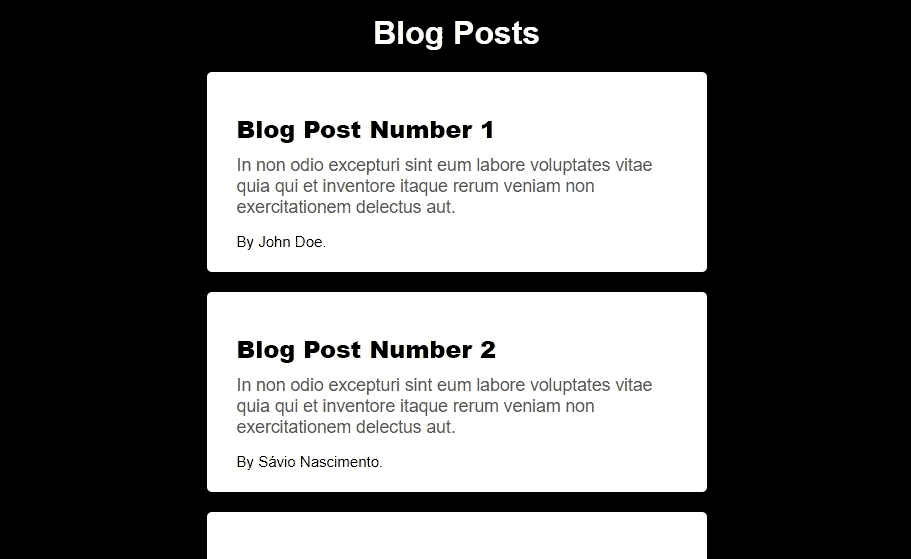 Blog Posts
Blog Post Number 1
In non odio excepturi sint eum labore voluptates vitae
quia qui et inventore itaque rerum veniam non
exercitationem delectus aut.
By John Doe.
Blog Post Number 2
In non odio excepturi sint eum labore voluptates vitae
quia qui et inventore itaque rerum veniam non
exercitationem delectus aut.
By Sávio Nascimento.